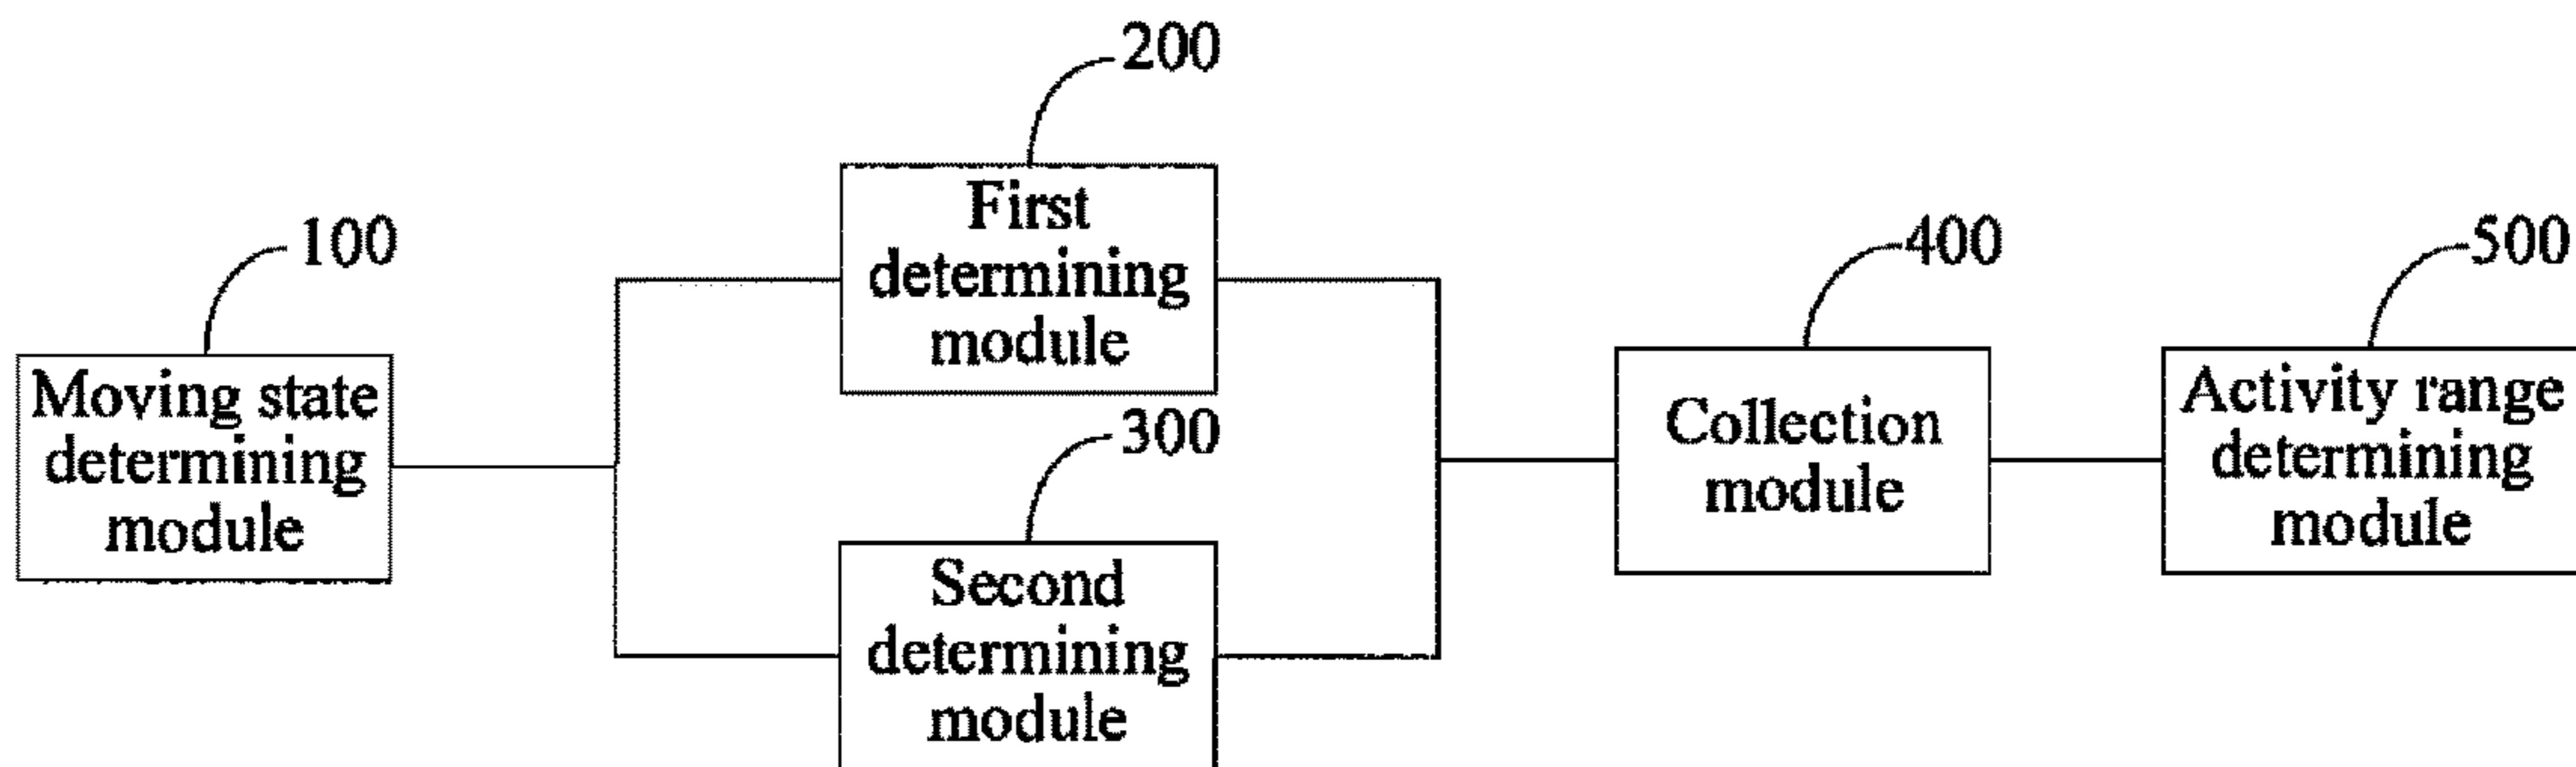 200
First
determining
module
100
Moving state
determining
module
300
Second
determining
module
400
Collection
module
500
Activity range
determining
module